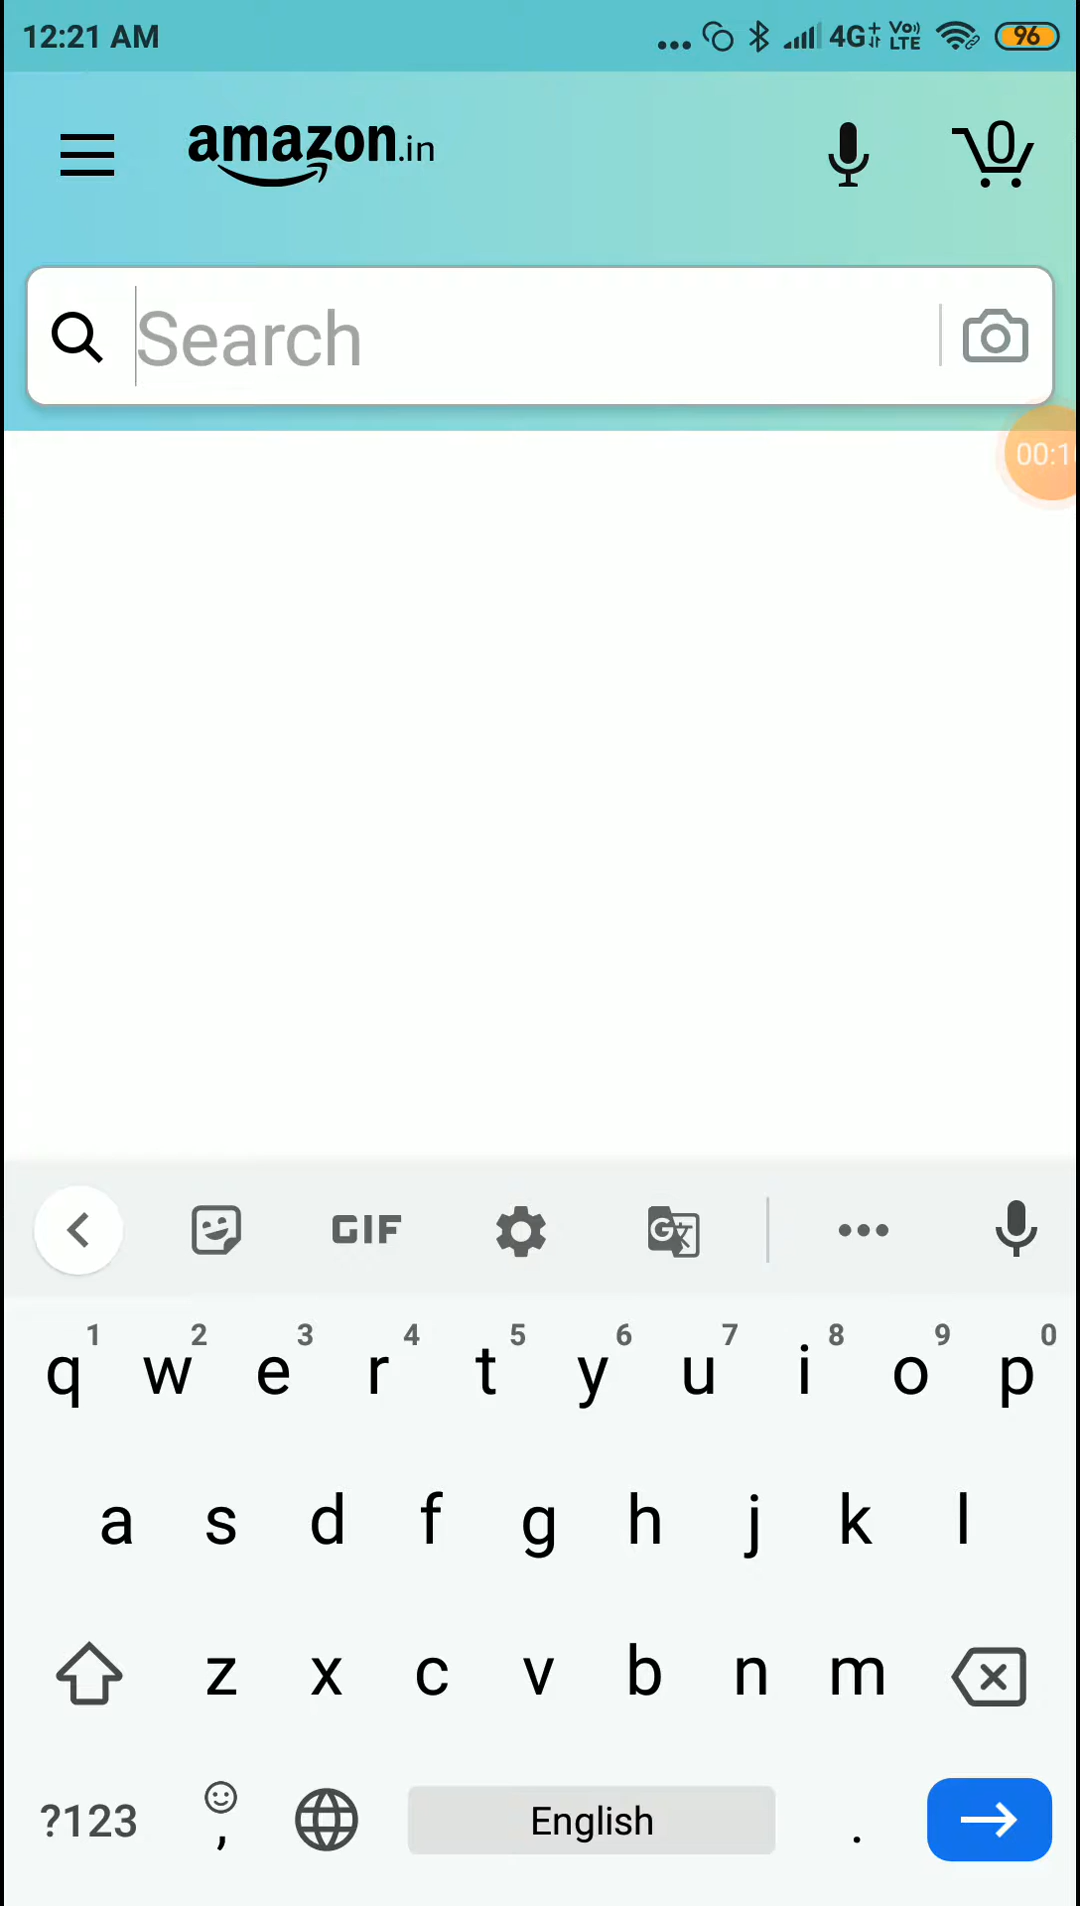 12:21 AM 4G VoLTE 96
amazon.in 0
Search
00:1
GIF G
1 2 3 4 5 6 7 8 9 0
q w e r t y u i o p
a s d f g h j k l
z x c v b n m
?123 , English .